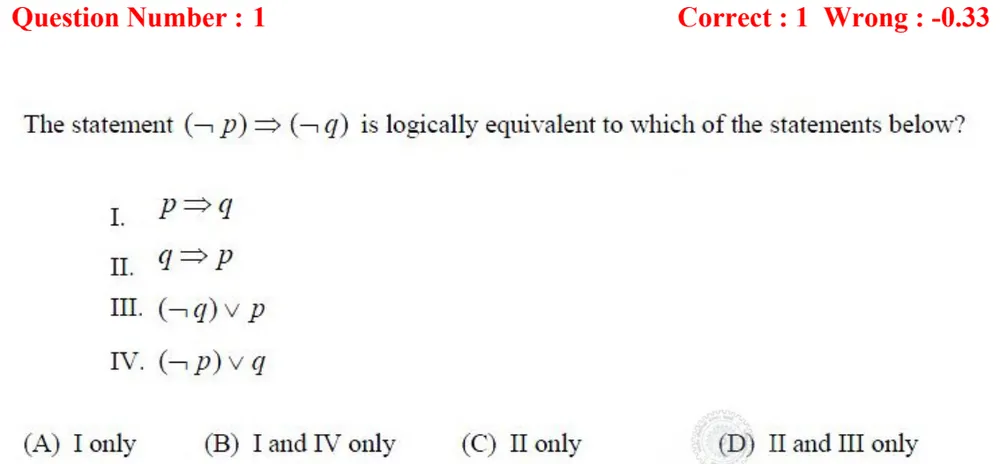 Question Number : 1 Correct : 1 Wrong : -0.33
The statement (¬ p) ⇒ (¬ q) is logically equivalent to which of the statements below?
I. p ⇒ q
II. q ⇒ p
III. (¬ q) ∨ p
IV. (¬ p) ∨ q
(A) I only (B) I and IV only (C) II only (D) II and III only